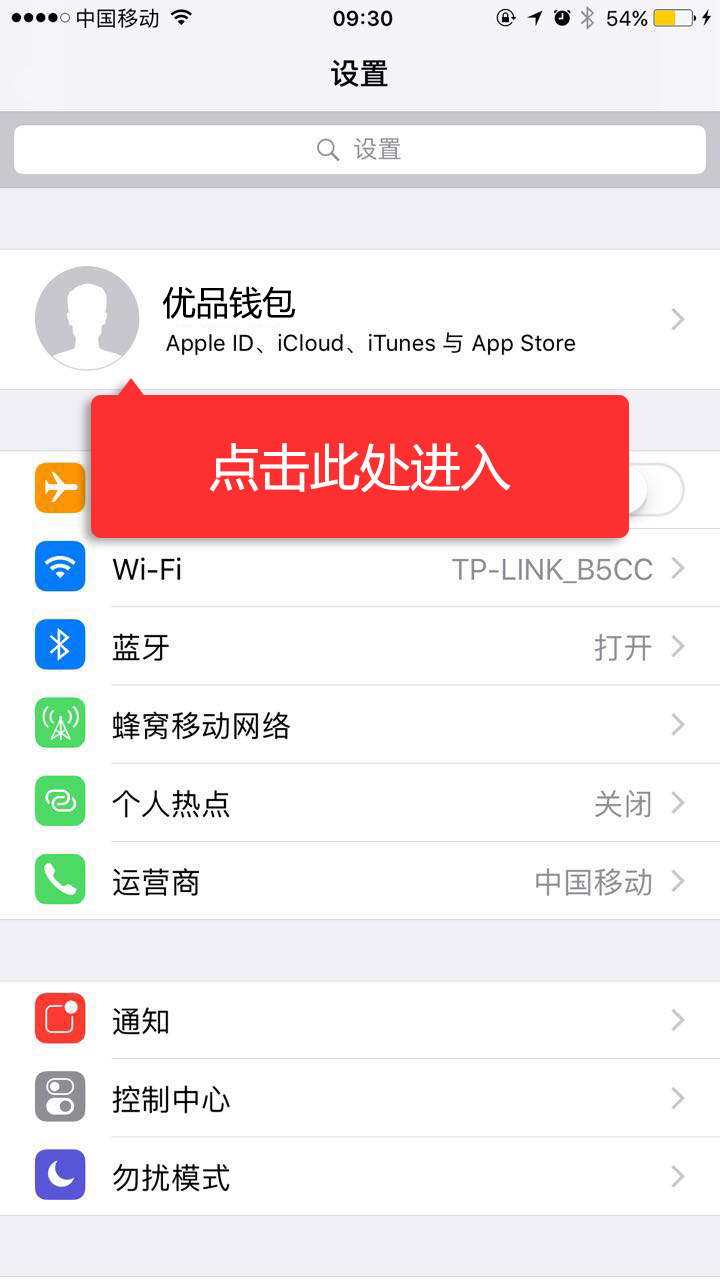 中国移动 09:30 54%
设置
设置
优品钱包
Apple ID、iCloud、iTunes 与 App Store
点击此处进入
Wi-Fi TP-LINK_B5CC
蓝牙 打开
蜂窝移动网络
个人热点 关闭
运营商 中国移动
通知
控制中心
勿扰模式